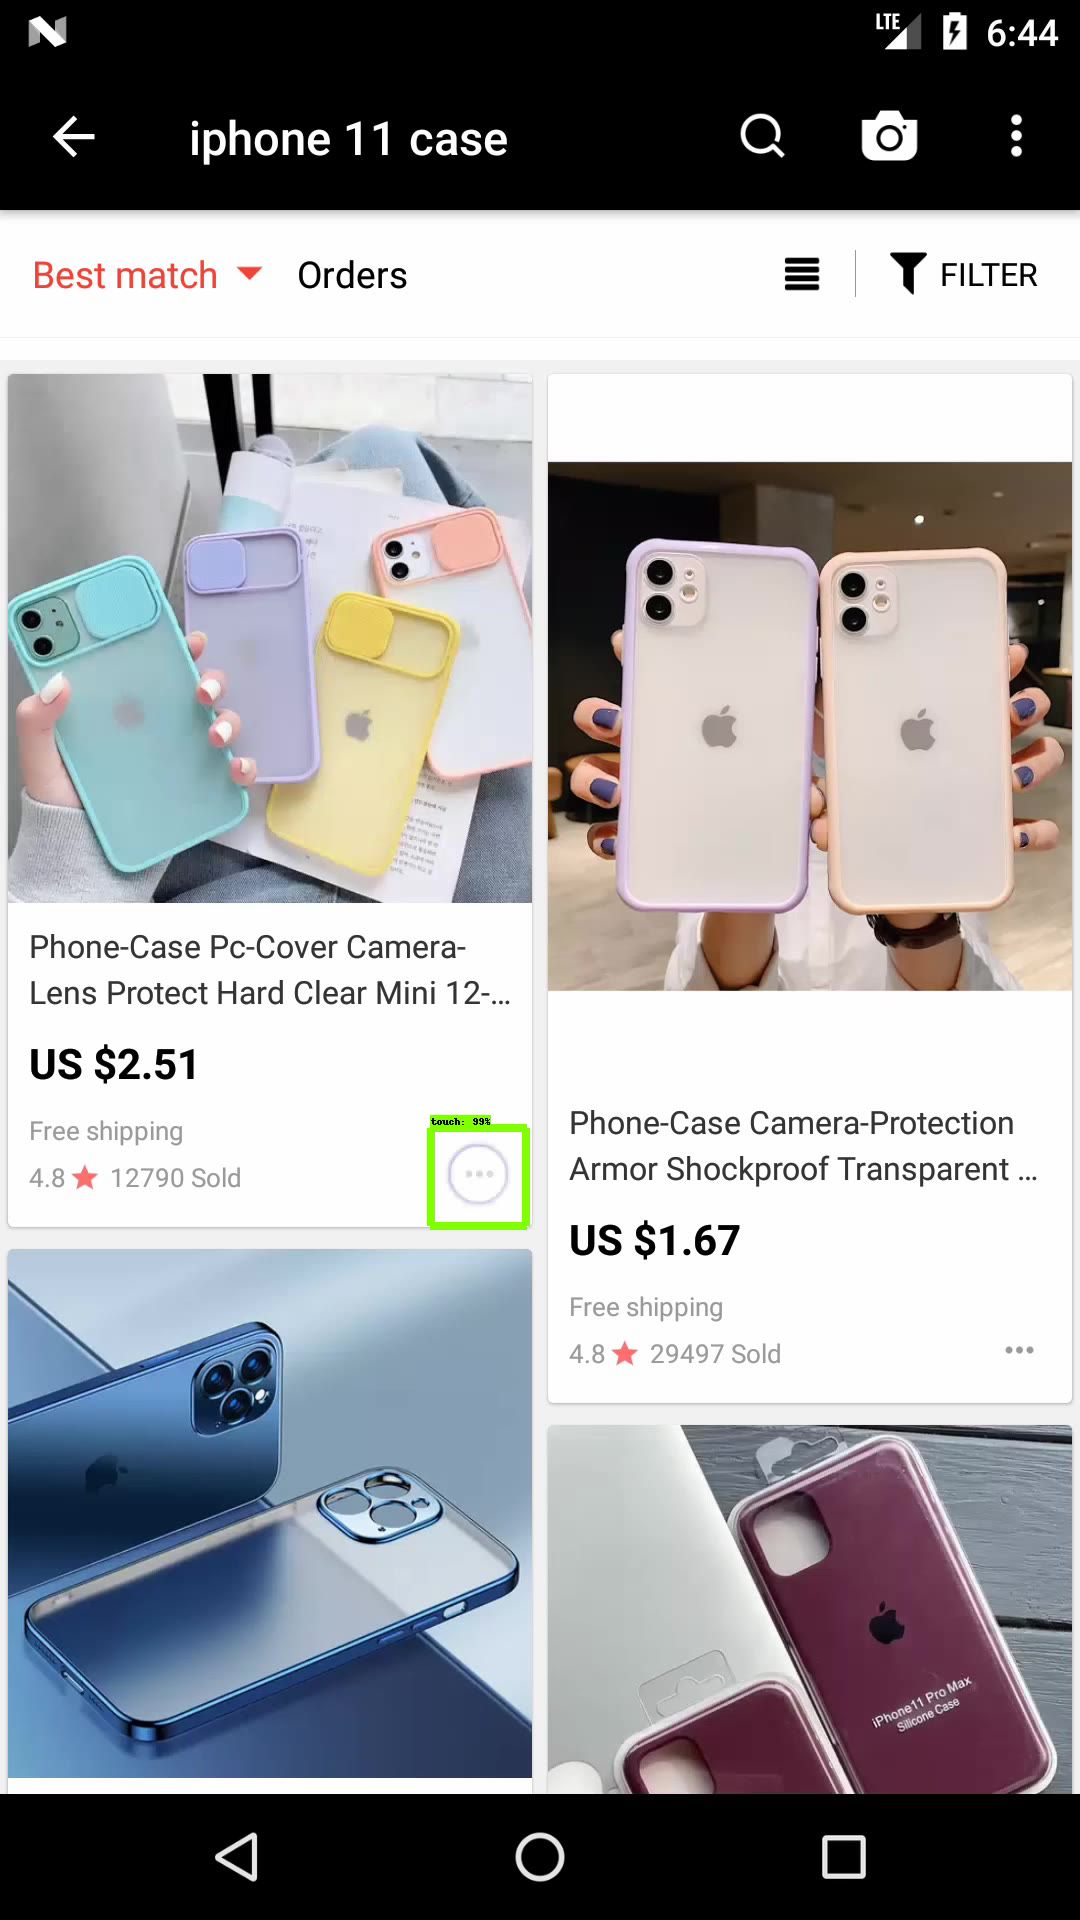 LTE 6:44
iphone 11 case
Best match Orders FILTER
Phone-Case Pc-Cover Camera-
Lens Protect Hard Clear Mini 12-...
US $2.51
Free shipping
4.8 12790 Sold
touch: 99%
Phone-Case Camera-Protection
Armor Shockproof Transparent ...
US $1.67
Free shipping
4.8 29497 Sold
iPhone11 Pro Max
Silicone Case